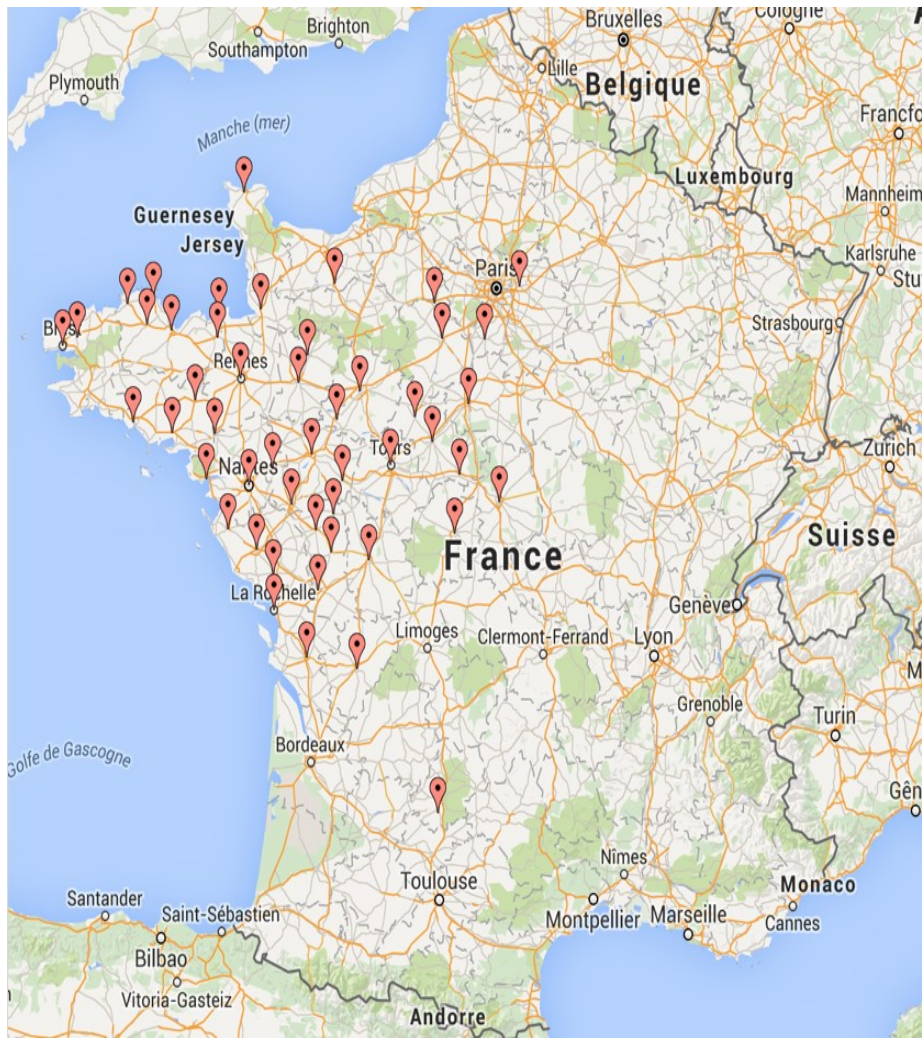 Bruxelles
Cologne
Brighton
Southampton
Lille
Plymouth
Belgique
Francfo
Manche (mer)
Luxembourg
Mannheim
Guernesey
Jersey
Karlsruhe
Paris
Stu
Strasbourg
Rennes
Tours
Zurich
Nantes
France
Suisse
La Rochelle
Genève
Limoges
Clermont-Ferrand
Lyon
M
Grenoble
Turin
Bordeaux
Golfe de Gascogne
Gên
Nîmes
Toulouse
Monaco
Santander
Saint-Sébastien
Montpellier
Marseille
Cannes
Bilbao
Vitoria-Gasteiz
Andorre